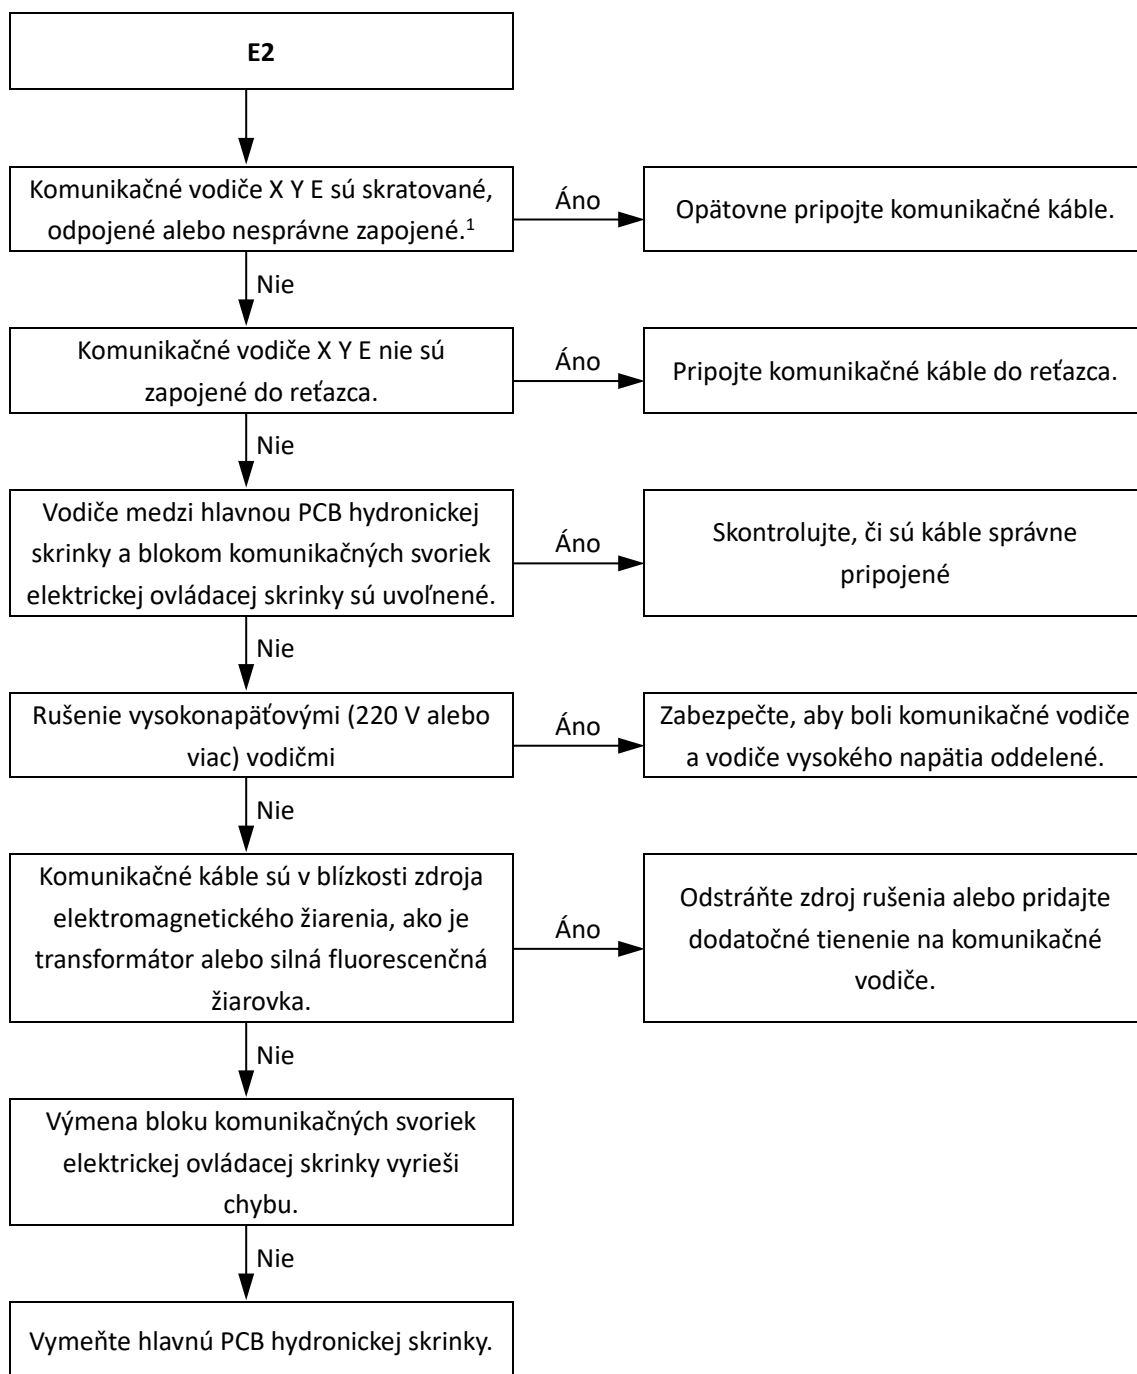 E2
Komunikačné vodiče X Y E sú skratované,
odpojené alebo nesprávne zapojené.1
Áno
Opätovne pripojte komunikačné káble.
Nie
Komunikačné vodiče X Y E nie sú
zapojené do reťazca.
Áno
Pripojte komunikačné káble do reťazca.
Nie
Vodiče medzi hlavnou PCB hydronickej
skrinky a blokom komunikačných svoriek
elektrickej ovládacej skrinky sú uvoľnené.
Áno
Skontrolujte, či sú káble správne
pripojené
Nie
Rušenie vysokonapäťovými (220 V alebo
viac) vodičmi
Áno
Zabezpečte, aby boli komunikačné vodiče
a vodiče vysokého napätia oddelené.
Nie
Komunikačné káble sú v blízkosti zdroja
elektromagnetického žiarenia, ako je
transformátor alebo silná fluorescenčná
žiarovka.
Áno
Odstráňte zdroj rušenia alebo pridajte
dodatočné tienenie na komunikačné
vodiče.
Nie
Výmena bloku komunikačných svoriek
elektrickej ovládacej skrinky vyrieši
chybu.
Nie
Vymeňte hlavnú PCB hydronickej skrinky.